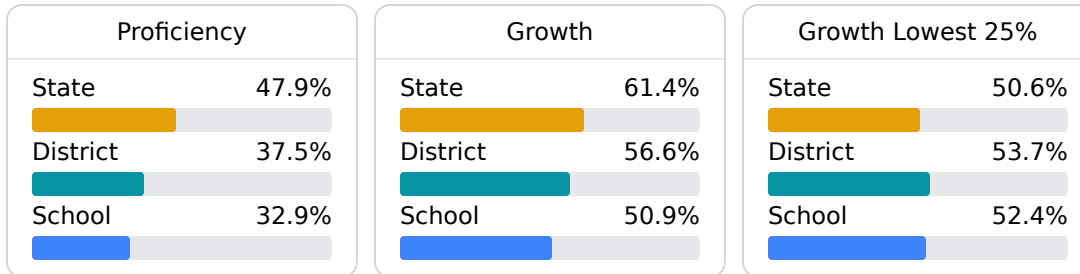 Proficiency
State 47.9%
District 37.5%
School 32.9%
Growth
State 61.4%
District 56.6%
School 50.9%
Growth Lowest 25%
State 50.6%
District 53.7%
School 52.4%